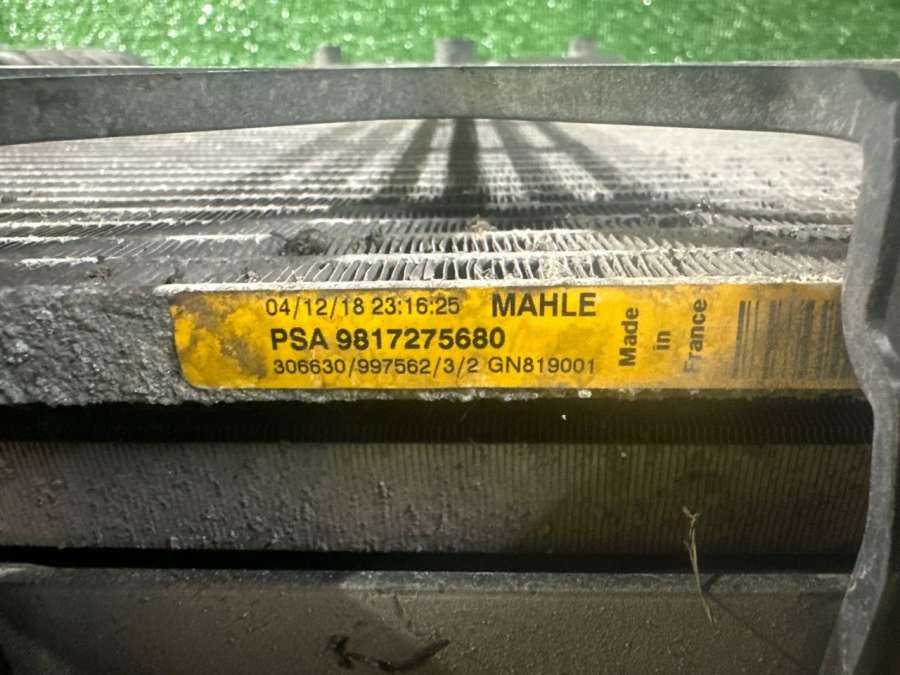 04/12/18 23:16:25 MAHLE
PSA 9817275680
306630/997562/3/2 GN819001
Made
in
France